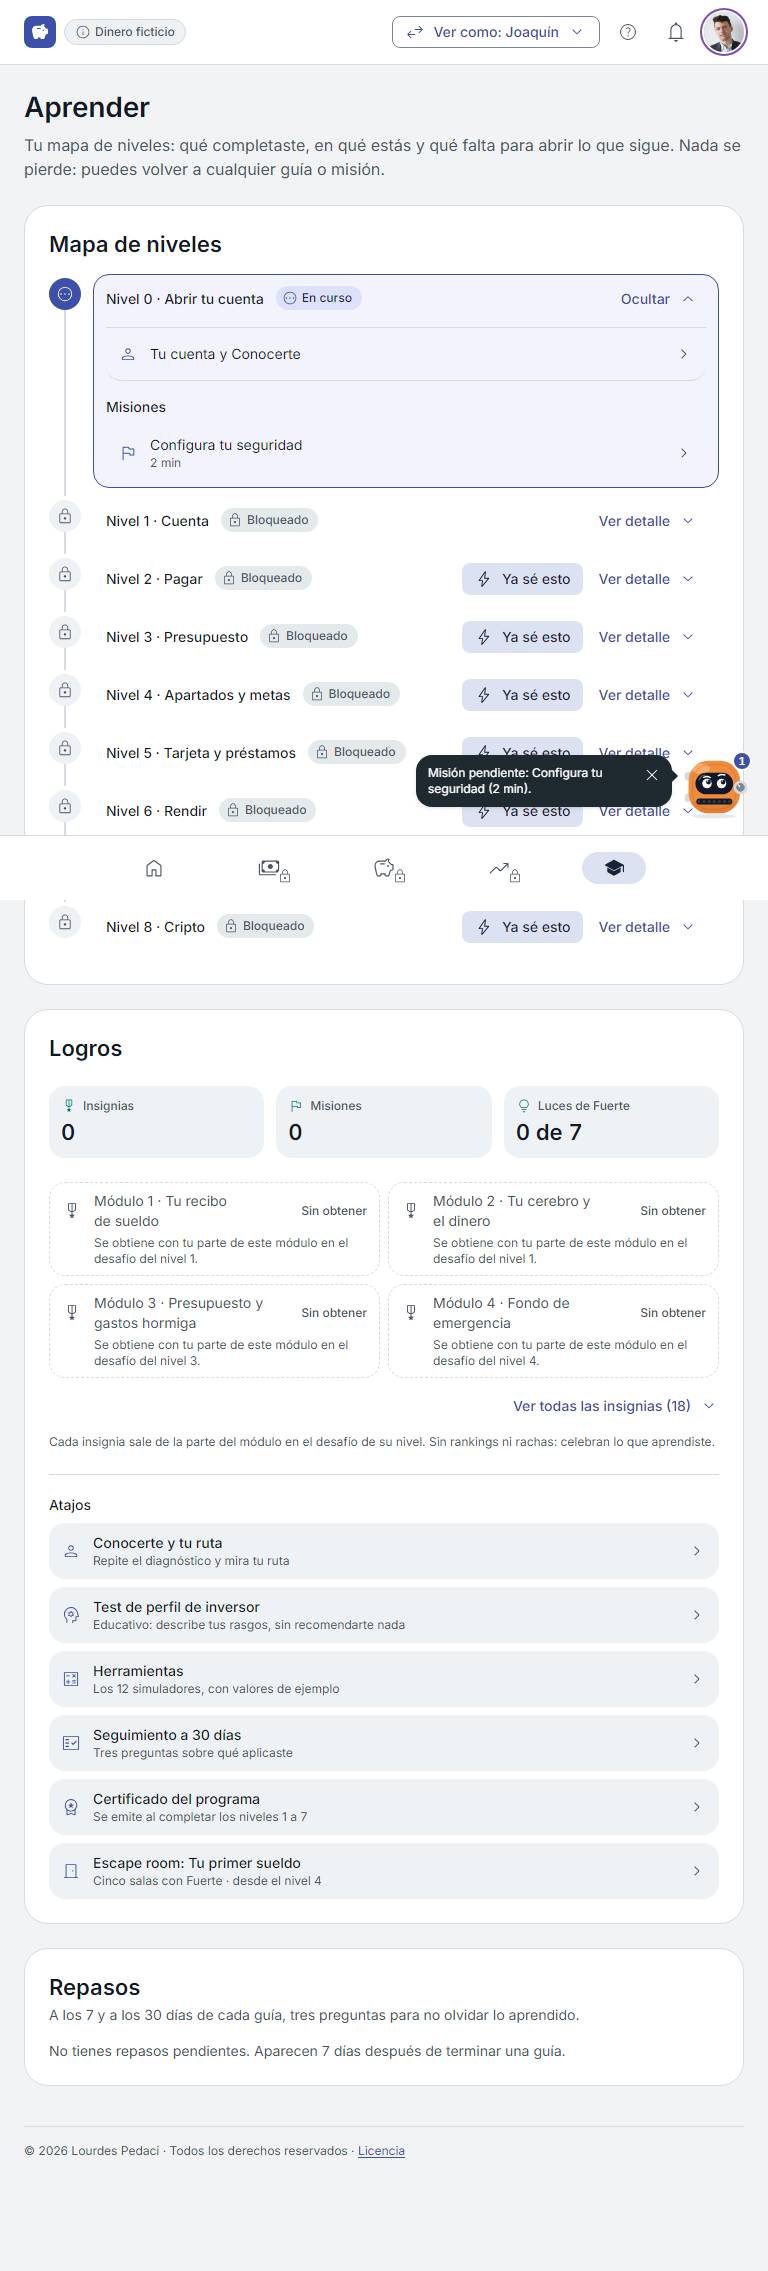 Dinero ficticio
Ver como: Joaquín
Aprender
Tu mapa de niveles: qué completaste, en qué estás y qué falta para abrir lo que sigue. Nada se
pierde: puedes volver a cualquier guía o misión.
Mapa de niveles
Nivel 0 · Abrir tu cuenta
En curso
Ocultar
Tu cuenta y Conocerte
Misiones
Configura tu seguridad
2 min
Nivel 1 · Cuenta
Bloqueado
Ver detalle
Nivel 2 · Pagar
Bloqueado
Ya sé esto
Ver detalle
Nivel 3 · Presupuesto
Bloqueado
Ya sé esto
Ver detalle
Nivel 4 · Apartados y metas
Bloqueado
Ya sé esto
Ver detalle
Nivel 5 · Tarjeta y préstamos
Bloqueado
Ya sé esto
Ver detalle
1
Misión pendiente: Configura tu
seguridad (2 min).
Nivel 6 · Rendir
Bloqueado
Ya sé esto
Ver detalle
Nivel 8 · Cripto
Bloqueado
Ya sé esto
Ver detalle
Logros
Insignias
0
Misiones
0
Luces de Fuerte
0 de 7
Módulo 1 · Tu recibo
de sueldo
Sin obtener
Se obtiene con tu parte de este módulo en el
desafío del nivel 1.
Módulo 2 · Tu cerebro y
el dinero
Sin obtener
Se obtiene con tu parte de este módulo en el
desafío del nivel 1.
Módulo 3 · Presupuesto y
gastos hormiga
Sin obtener
Se obtiene con tu parte de este módulo en el
desafío del nivel 3.
Módulo 4 · Fondo de
emergencia
Sin obtener
Se obtiene con tu parte de este módulo en el
desafío del nivel 4.
Ver todas las insignias (18)
Cada insignia sale de la parte del módulo en el desafío de su nivel. Sin rankings ni rachas: celebran lo que aprendiste.
Atajos
Conocerte y tu ruta
Repite el diagnóstico y mira tu ruta
Test de perfil de inversor
Educativo: describe tus rasgos, sin recomendarte nada
Herramientas
Los 12 simuladores, con valores de ejemplo
Seguimiento a 30 días
Tres preguntas sobre qué aplicaste
Certificado del programa
Se emite al completar los niveles 1 a 7
Escape room: Tu primer sueldo
Cinco salas con Fuerte · desde el nivel 4
Repasos
A los 7 y a los 30 días de cada guía, tres preguntas para no olvidar lo aprendido.
No tienes repasos pendientes. Aparecen 7 días después de terminar una guía.
© 2026 Lourdes Pedaci · Todos los derechos reservados · Licencia